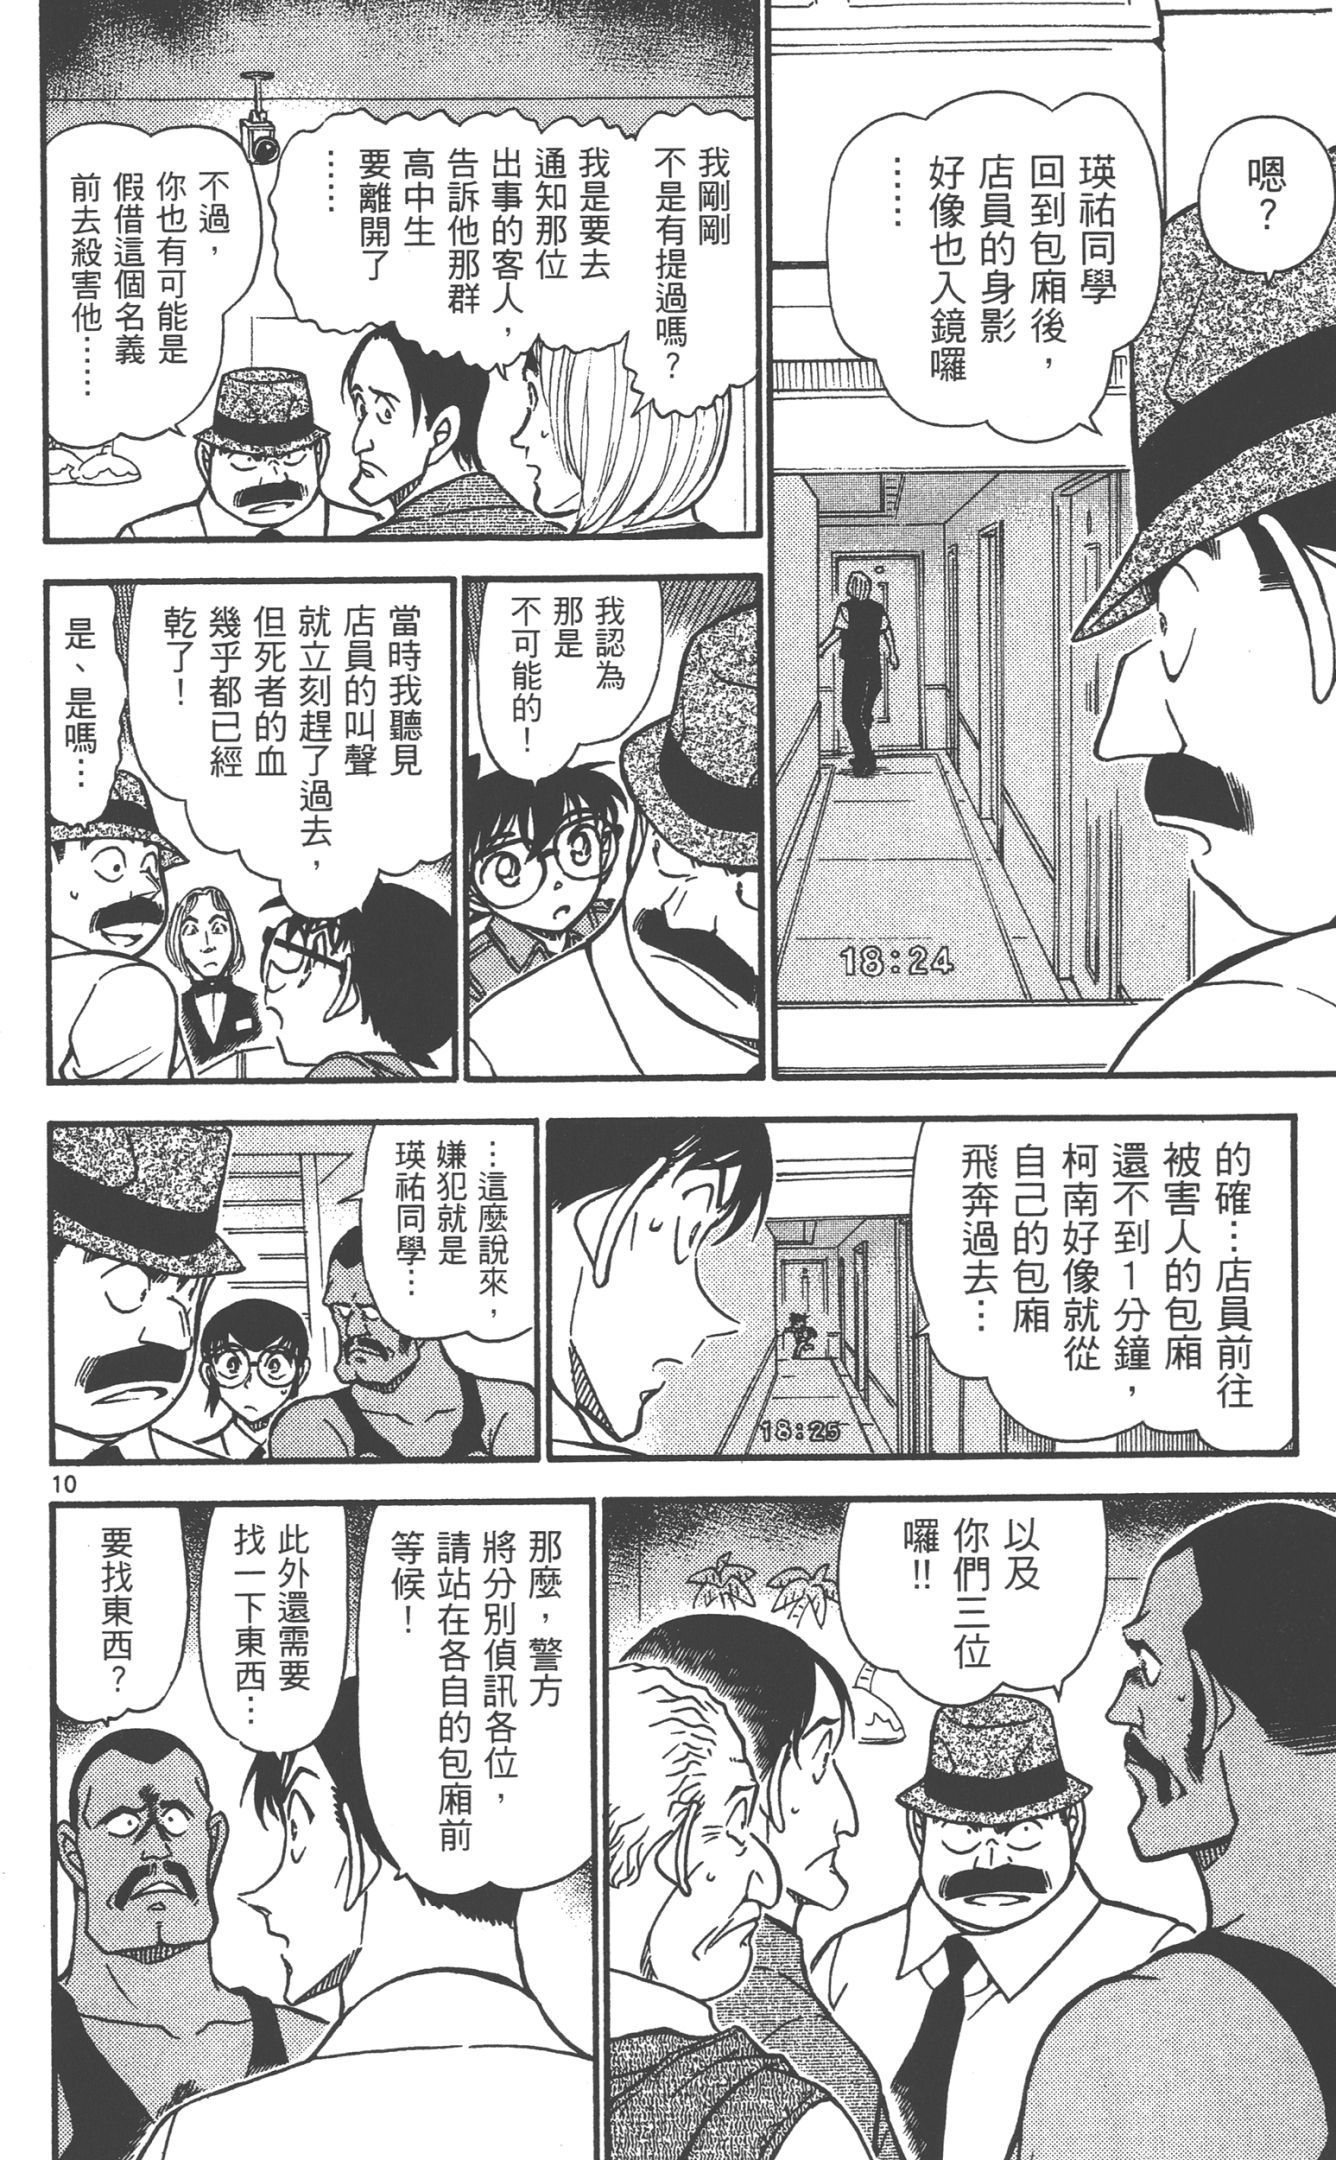 嗯？
瑛祐同學
回到包廂後，
店員的身影
好像也入鏡囉
……
18:24
我剛剛
不是有提過嗎？
我是要去
通知那位
出事的客人，
告訴他那群
高中生
要離開了
……
不過，
你也有可能是
假借這個名義
前去殺害他……
我認為
那是
不可能的！
當時我聽見
店員的叫聲
就立刻趕了過去，
但死者的血
幾乎都已經
乾了！
是、是嗎…
的確…店員前往
被害人的包廂
還不到1分鐘，
柯南好像就從
自己的包廂
飛奔過去…
18:25
…這麼說來，
嫌犯就是
瑛祐同學…
10
以及
你們三位
囉!!
那麼，警方
將分別偵訊各位，
請站在各自的包廂前
等候！
此外還需要
找一下東西…
要找東西？